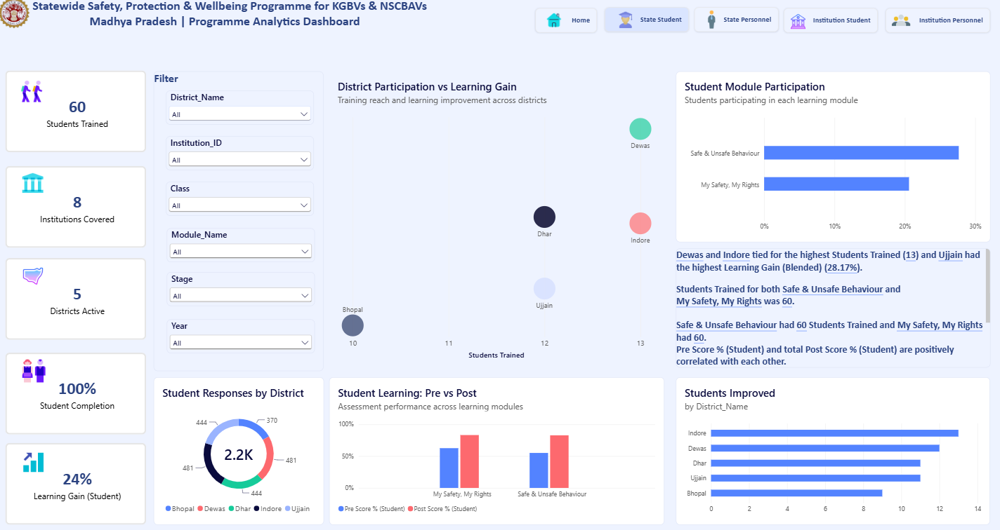 Statewide Safety, Protection & Wellbeing Programme for KGBVs & NSCBAVs
Madhya Pradesh | Programme Analytics Dashboard
Home
State Student
State Personnel
Institution Student
Institution Personnel
60
Students Trained
8
Institutions Covered
5
Districts Active
100%
Student Completion
24%
Learning Gain (Student)
Filter
District_Name
All
Institution_ID
All
Class
All
Module_Name
All
Stage
All
Year
All
District Participation vs Learning Gain
Training reach and learning improvement across districts
Dewas
Dhar
Indore
Ujjain
Bhopal
10
11
12
13
Students Trained
Student Module Participation
Students participating in each learning module
Safe & Unsafe Behaviour
My Safety, My Rights
0%
10%
20%
30%
Dewas and Indore tied for the highest Students Trained (13) and Ujjain had
the highest Learning Gain (Blended) (28.17%).
Students Trained for both Safe & Unsafe Behaviour and
My Safety, My Rights was 60.
Safe & Unsafe Behaviour had 60 Students Trained and My Safety, My Rights
had 60.
Pre Score % (Student) and total Post Score % (Student) are positively
correlated with each other.
Student Responses by District
444
370
2.2K
481
481
444
Bhopal Dewas Dhar Indore Ujjain
Student Learning: Pre vs Post
Assessment performance across learning modules
100%
50%
0%
My Safety, My Rights
Safe & Unsafe Behaviour
Pre Score % (Student) Post Score % (Student)
Students Improved
by District_Name
Indore
Dewas
Dhar
Ujjain
Bhopal
0
2
4
6
8
10
12
14